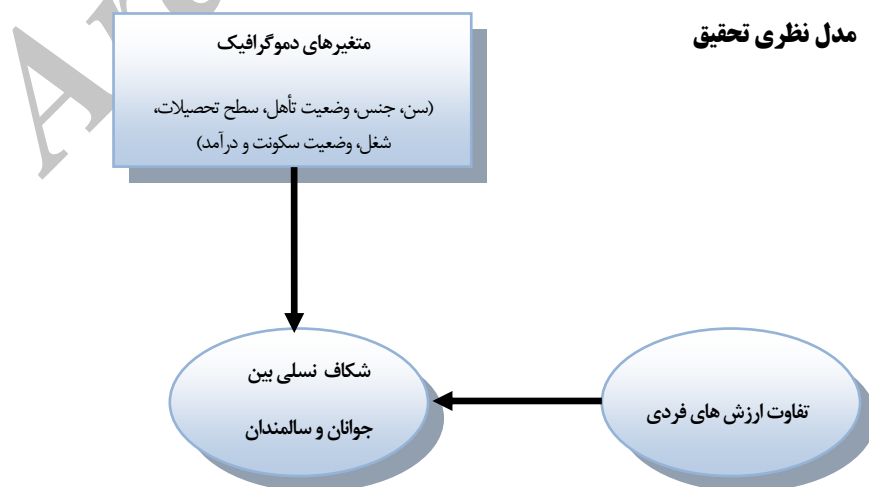 مدل نظری تحقیق
متغیرهای دموگرافیک
(سن، جنس، وضعیت تأهل، سطح تحصیلات،
شغل، وضعیت سکونت و درآمد)
شکاف نسلی بین
جوانان و سالمندان
تفاوت ارزش های فردی